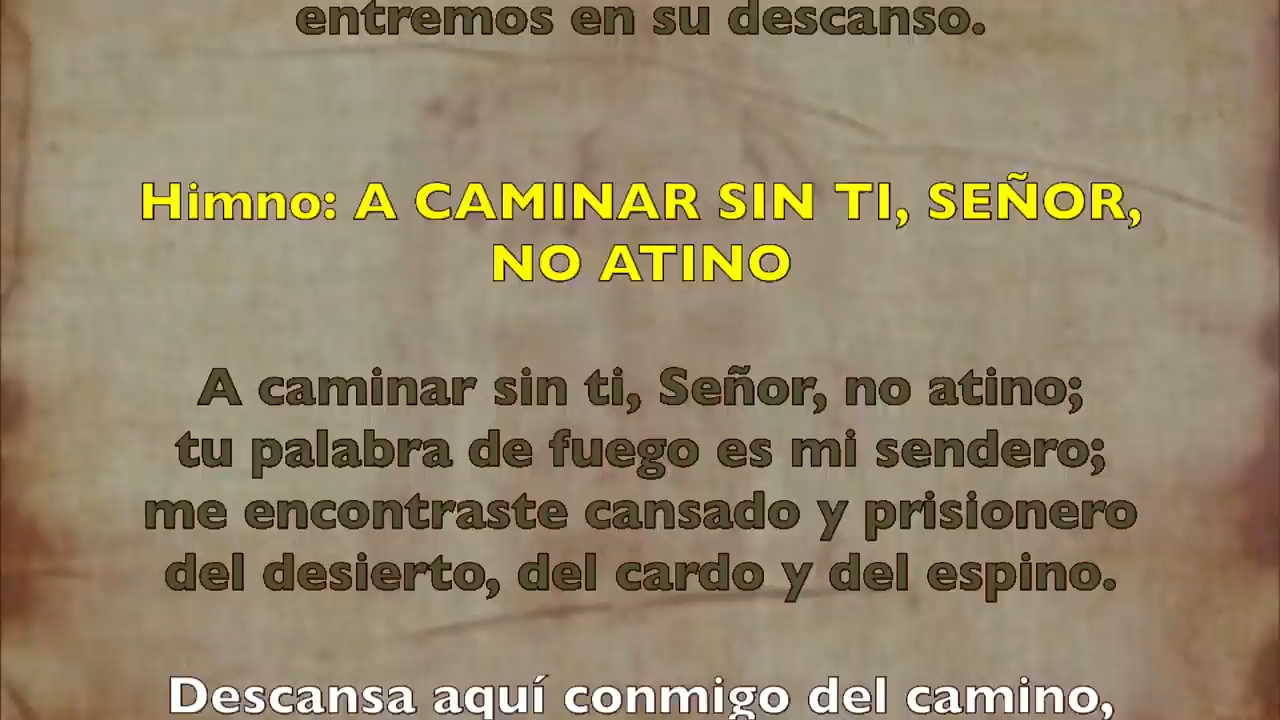 entremos en su descanso.
Himno: A CAMINAR SIN TI, SEÑOR,
NO ATINO
A caminar sin ti, Señor, no atino;
tu palabra de fuego es mi sendero;
me encontraste cansado y prisionero
del desierto, del cardo y del espino.
Descansa aquí conmigo del camino,